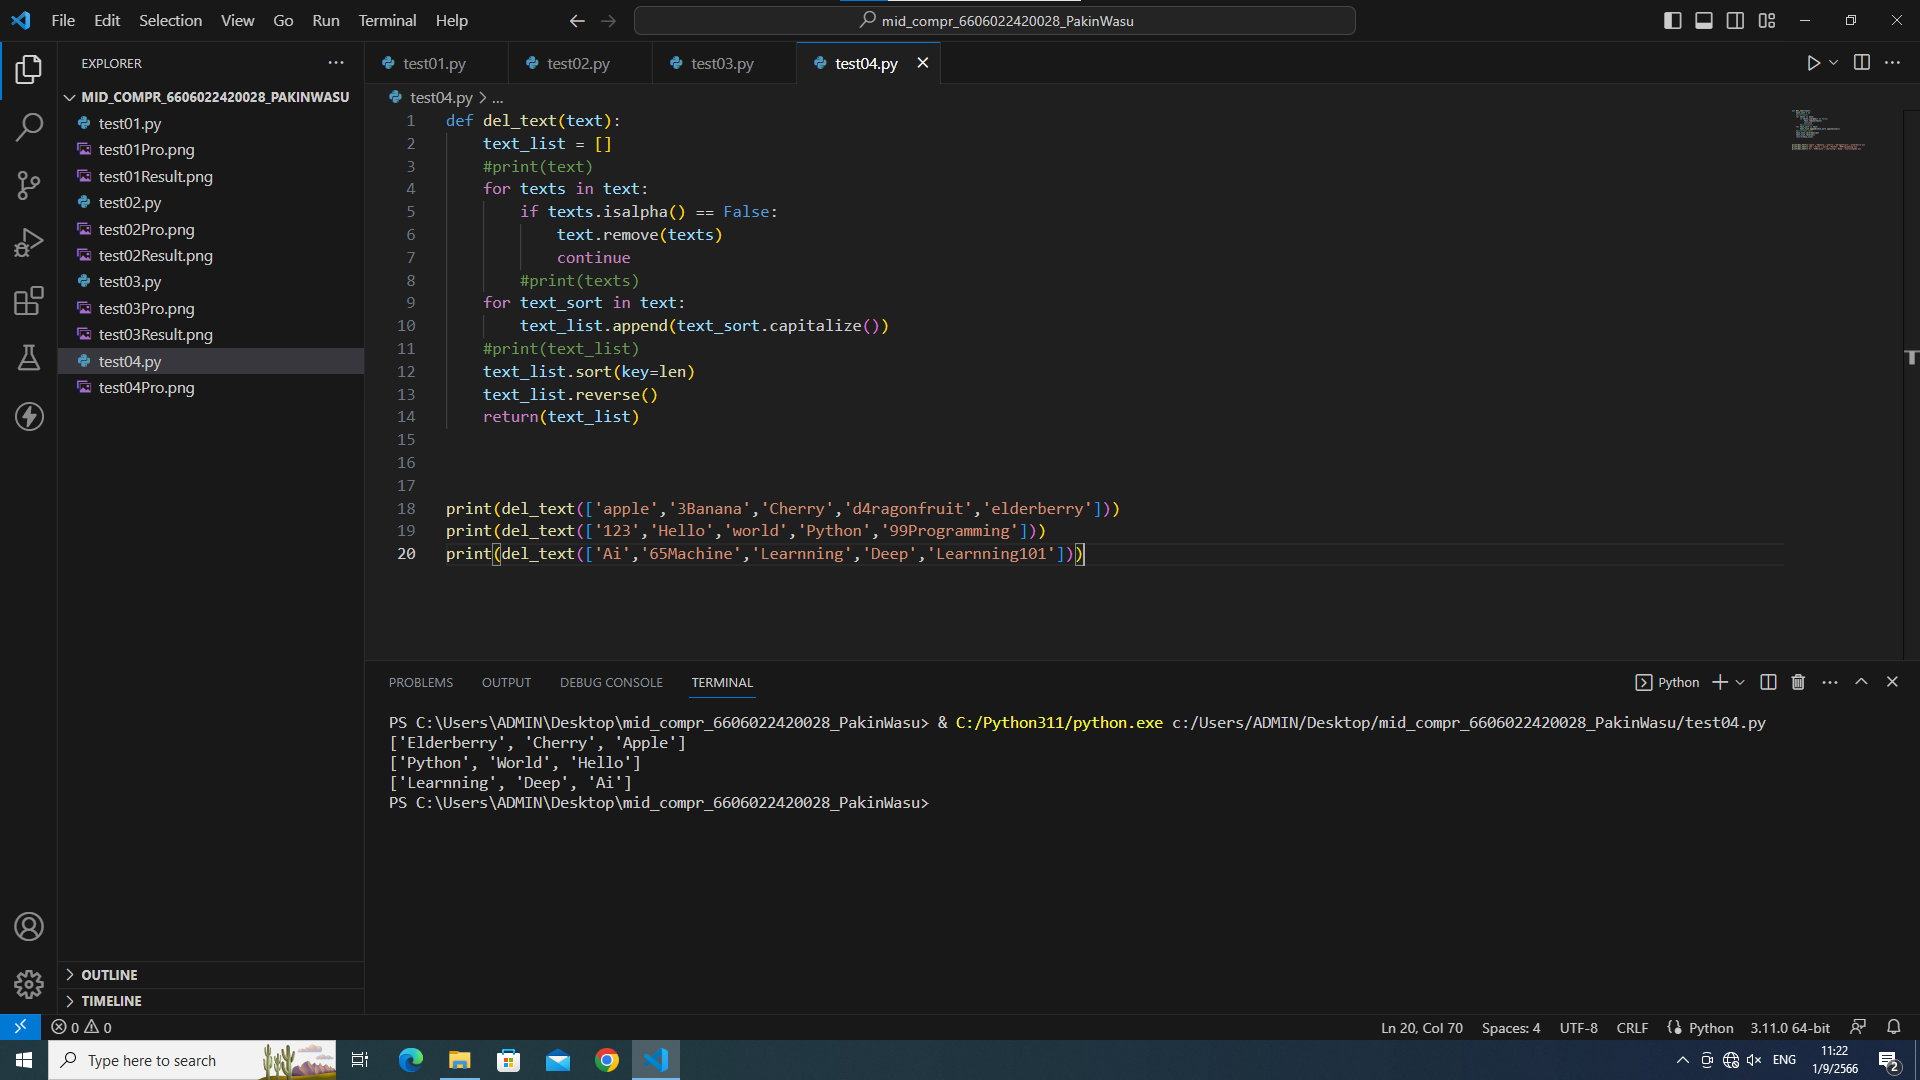 File Edit Selection View Go Run Terminal Help
mid_compr_6606022420028_PakinWasu
EXPLORER
MID_COMPR_6606022420028_PAKINWASU
test01.py
test01Pro.png
test01Result.png
test02.py
test02Pro.png
test02Result.png
test03.py
test03Pro.png
test03Result.png
test04.py
test04Pro.png
OUTLINE
TIMELINE
test01.py test02.py test03.py test04.py
test04.py > ...
1 def del_text(text):
2     text_list = []
3     #print(text)
4     for texts in text:
5         if texts.isalpha() == False:
6             text.remove(texts)
7             continue
8         #print(texts)
9     for text_sort in text:
10         text_list.append(text_sort.capitalize())
11     #print(text_list)
12     text_list.sort(key=len)
13     text_list.reverse()
14     return(text_list)
15
16
17
18 print(del_text(['apple','3Banana','Cherry','d4ragonfruit','elderberry']))
19 print(del_text(['123','Hello','world','Python','99Programming']))
20 print(del_text(['Ai','65Machine','Learnning','Deep','Learnning101']))
PROBLEMS OUTPUT DEBUG CONSOLE TERMINAL
Python
PS C:\Users\ADMIN\Desktop\mid_compr_6606022420028_PakinWasu> & C:/Python311/python.exe c:/Users/ADMIN/Desktop/mid_compr_6606022420028_PakinWasu/test04.py
['Elderberry', 'Cherry', 'Apple']
['Python', 'World', 'Hello']
['Learnning', 'Deep', 'Ai']
PS C:\Users\ADMIN\Desktop\mid_compr_6606022420028_PakinWasu>
0 0
Ln 20, Col 70 Spaces: 4 UTF-8 CRLF Python 3.11.0 64-bit
Type here to search
ENG
11:22
1/9/2566
2